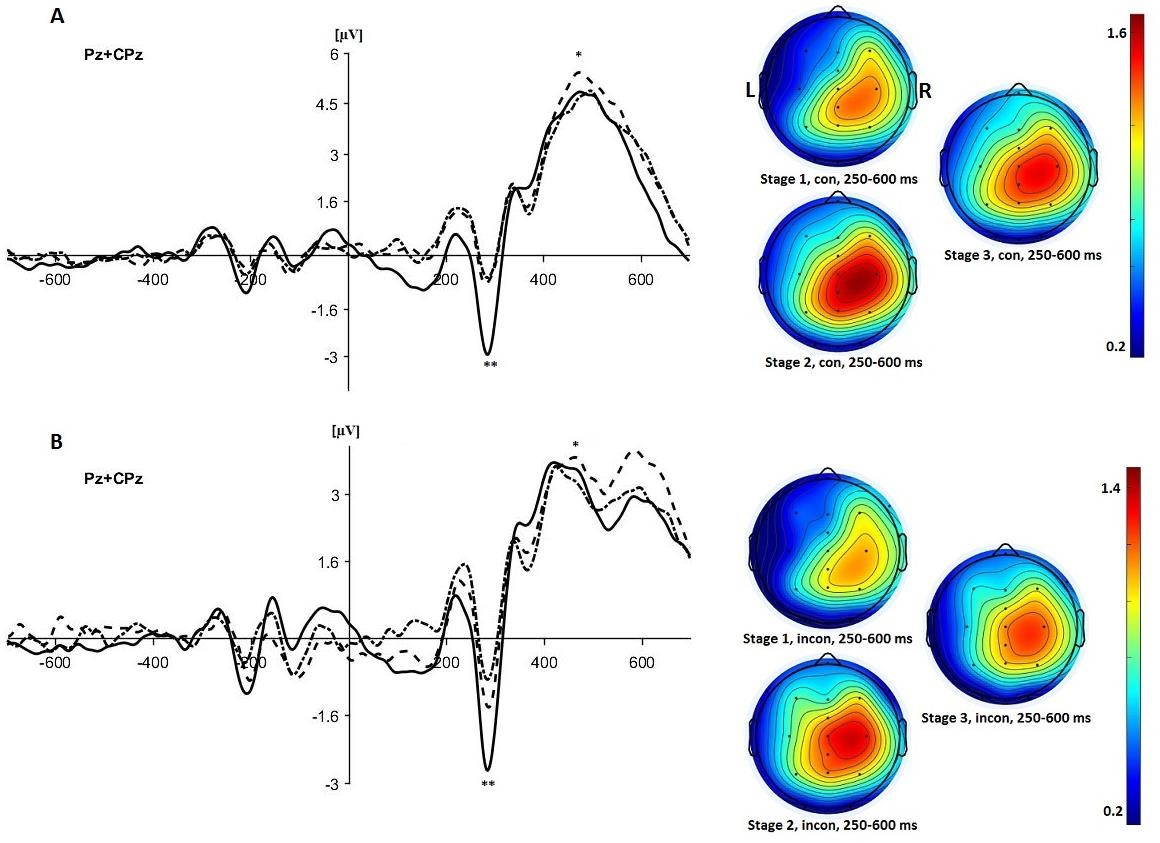 A
Pz+CPz
[µV]
6
4.5
3
1.6
-1.6
-3
-600
-400
-200
200
400
600
*
**
L
R
Stage 1, con, 250-600 ms
Stage 2, con, 250-600 ms
Stage 3, con, 250-600 ms
1.6
0.2
B
Pz+CPz
[µV]
3
1.6
-1.6
-3
-600
-400
-200
200
400
600
*
**
Stage 1, incon, 250-600 ms
Stage 2, incon, 250-600 ms
Stage 3, incon, 250-600 ms
1.4
0.2